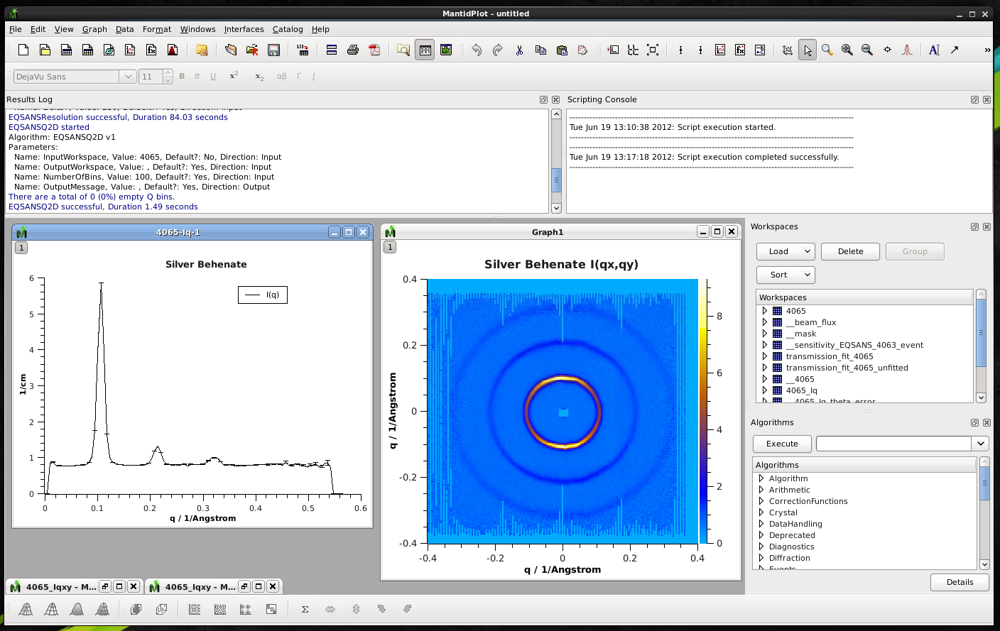 MantidPlot - untitled
File Edit View Graph Data Format Windows Interfaces Catalog Help
DejaVu Sans 11 B It U x² x₂ αβ Γ ∫
Results Log
EQSANSResolution successful, Duration 84.03 seconds
EQSANSQ2D started
Algorithm: EQSANSQ2D v1
Parameters:
Name: InputWorkspace, Value: 4065, Default?: No, Direction: Input
Name: OutputWorkspace, Value: , Default?: Yes, Direction: Input
Name: NumberOfBins, Value: 100, Default?: Yes, Direction: Input
Name: OutputMessage, Value: , Default?: Yes, Direction: Output
There are a total of 0 (0%) empty Q bins.
EQSANSQ2D successful, Duration 1.49 seconds
Scripting Console
Tue Jun 19 13:10:38 2012: Script execution started.
Tue Jun 19 13:17:18 2012: Script execution completed successfully.
4065-Iq-1
1
Silver Behenate
I(q)
6
5
4
3
2
1
0
1/cm
0 0.1 0.2 0.3 0.4 0.5 0.6
q / 1/Angstrom
Graph1
1
Silver Behenate I(qx,qy)
0.4
0.2
0
-0.2
-0.4
q / 1/Angstrom
-0.4 -0.2 0 0.2 0.4
q / 1/Angstrom
8
6
4
2
0
Workspaces
Load Delete Group
Sort
Workspaces
4065
__beam_flux
__mask
__sensitivity_EQSANS_4063_event
transmission_fit_4065
transmission_fit_4065_unfitted
__4065
4065_Iq
__4065_Iq_theta_error
Algorithms
Execute
Algorithms
Algorithm
Arithmetic
CorrectionFunctions
Crystal
DataHandling
Deprecated
Diagnostics
Diffraction
Events
Details
4065_Iqxy - M...
4065_Iqxy - M...